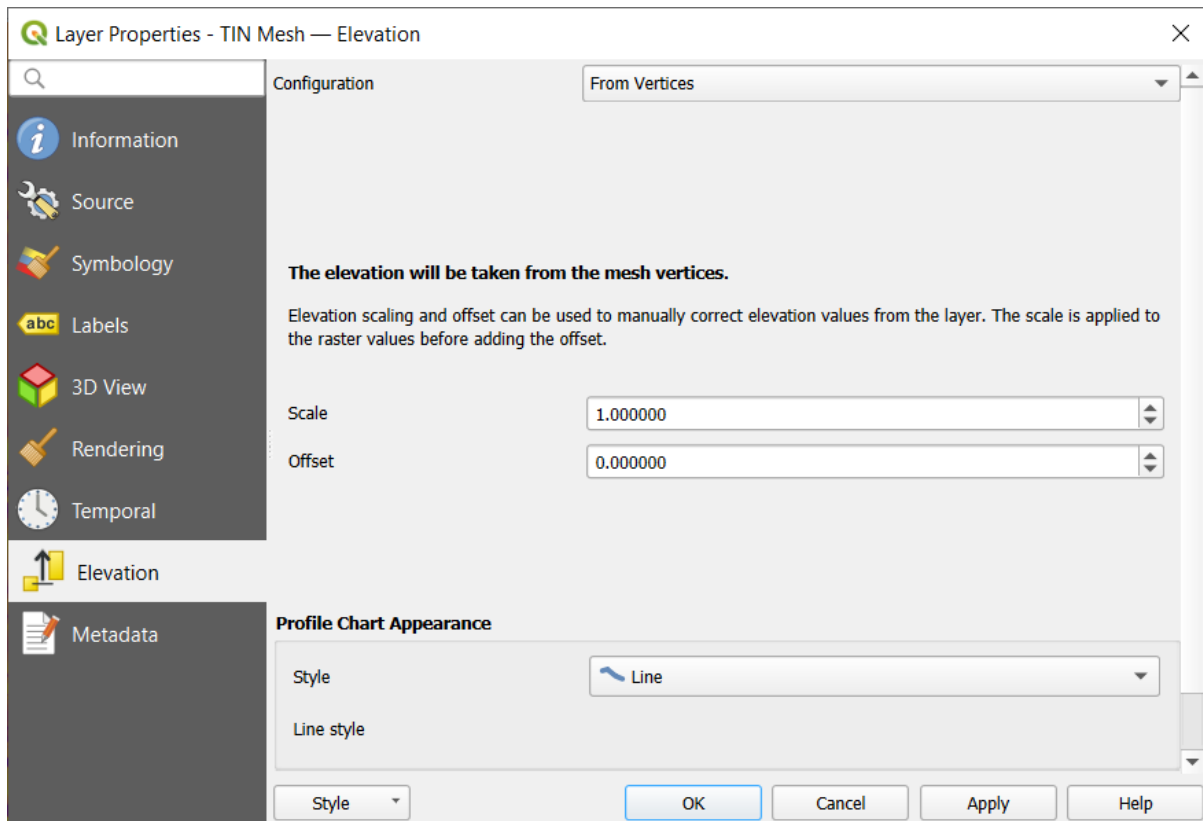 Layer Properties - TIN Mesh — Elevation
Configuration
From Vertices
Information
Source
Symbology
abc
Labels
3D View
Rendering
Temporal
Elevation
Metadata
The elevation will be taken from the mesh vertices.
Elevation scaling and offset can be used to manually correct elevation values from the layer. The scale is applied to
the raster values before adding the offset.
Scale
1.000000
Offset
0.000000
Profile Chart Appearance
Style
Line
Line style
Style
OK
Cancel
Apply
Help